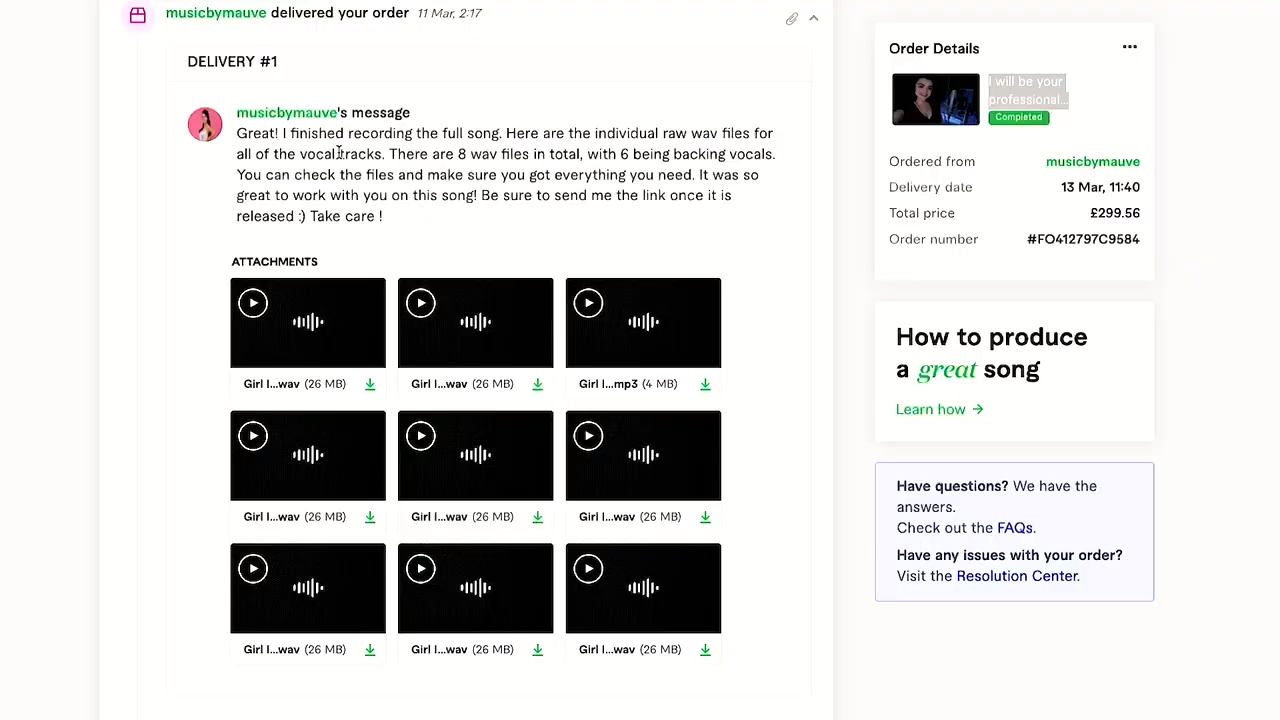 musicbymauve delivered your order 11 Mar, 2:17
DELIVERY #1
musicbymauve's message
Great! I finished recording the full song. Here are the individual raw wav files for
all of the vocal tracks. There are 8 wav files in total, with 6 being backing vocals.
You can check the files and make sure you got everything you need. It was so
great to work with you on this song! Be sure to send me the link once it is
released :) Take care !
ATTACHMENTS
Girl I...wav (26 MB) Girl I...wav (26 MB) Girl I...mp3 (4 MB)
Girl I...wav (26 MB) Girl I...wav (26 MB) Girl I...wav (26 MB)
Girl I...wav (26 MB) Girl I...wav (26 MB) Girl I...wav (26 MB)
Order Details
I will be your
professional...
Completed
Ordered from musicbymauve
Delivery date 13 Mar, 11:40
Total price £299.56
Order number #FO412797C9584
How to produce
a great song
Learn how →
Have questions? We have the
answers.
Check out the FAQs.
Have any issues with your order?
Visit the Resolution Center.